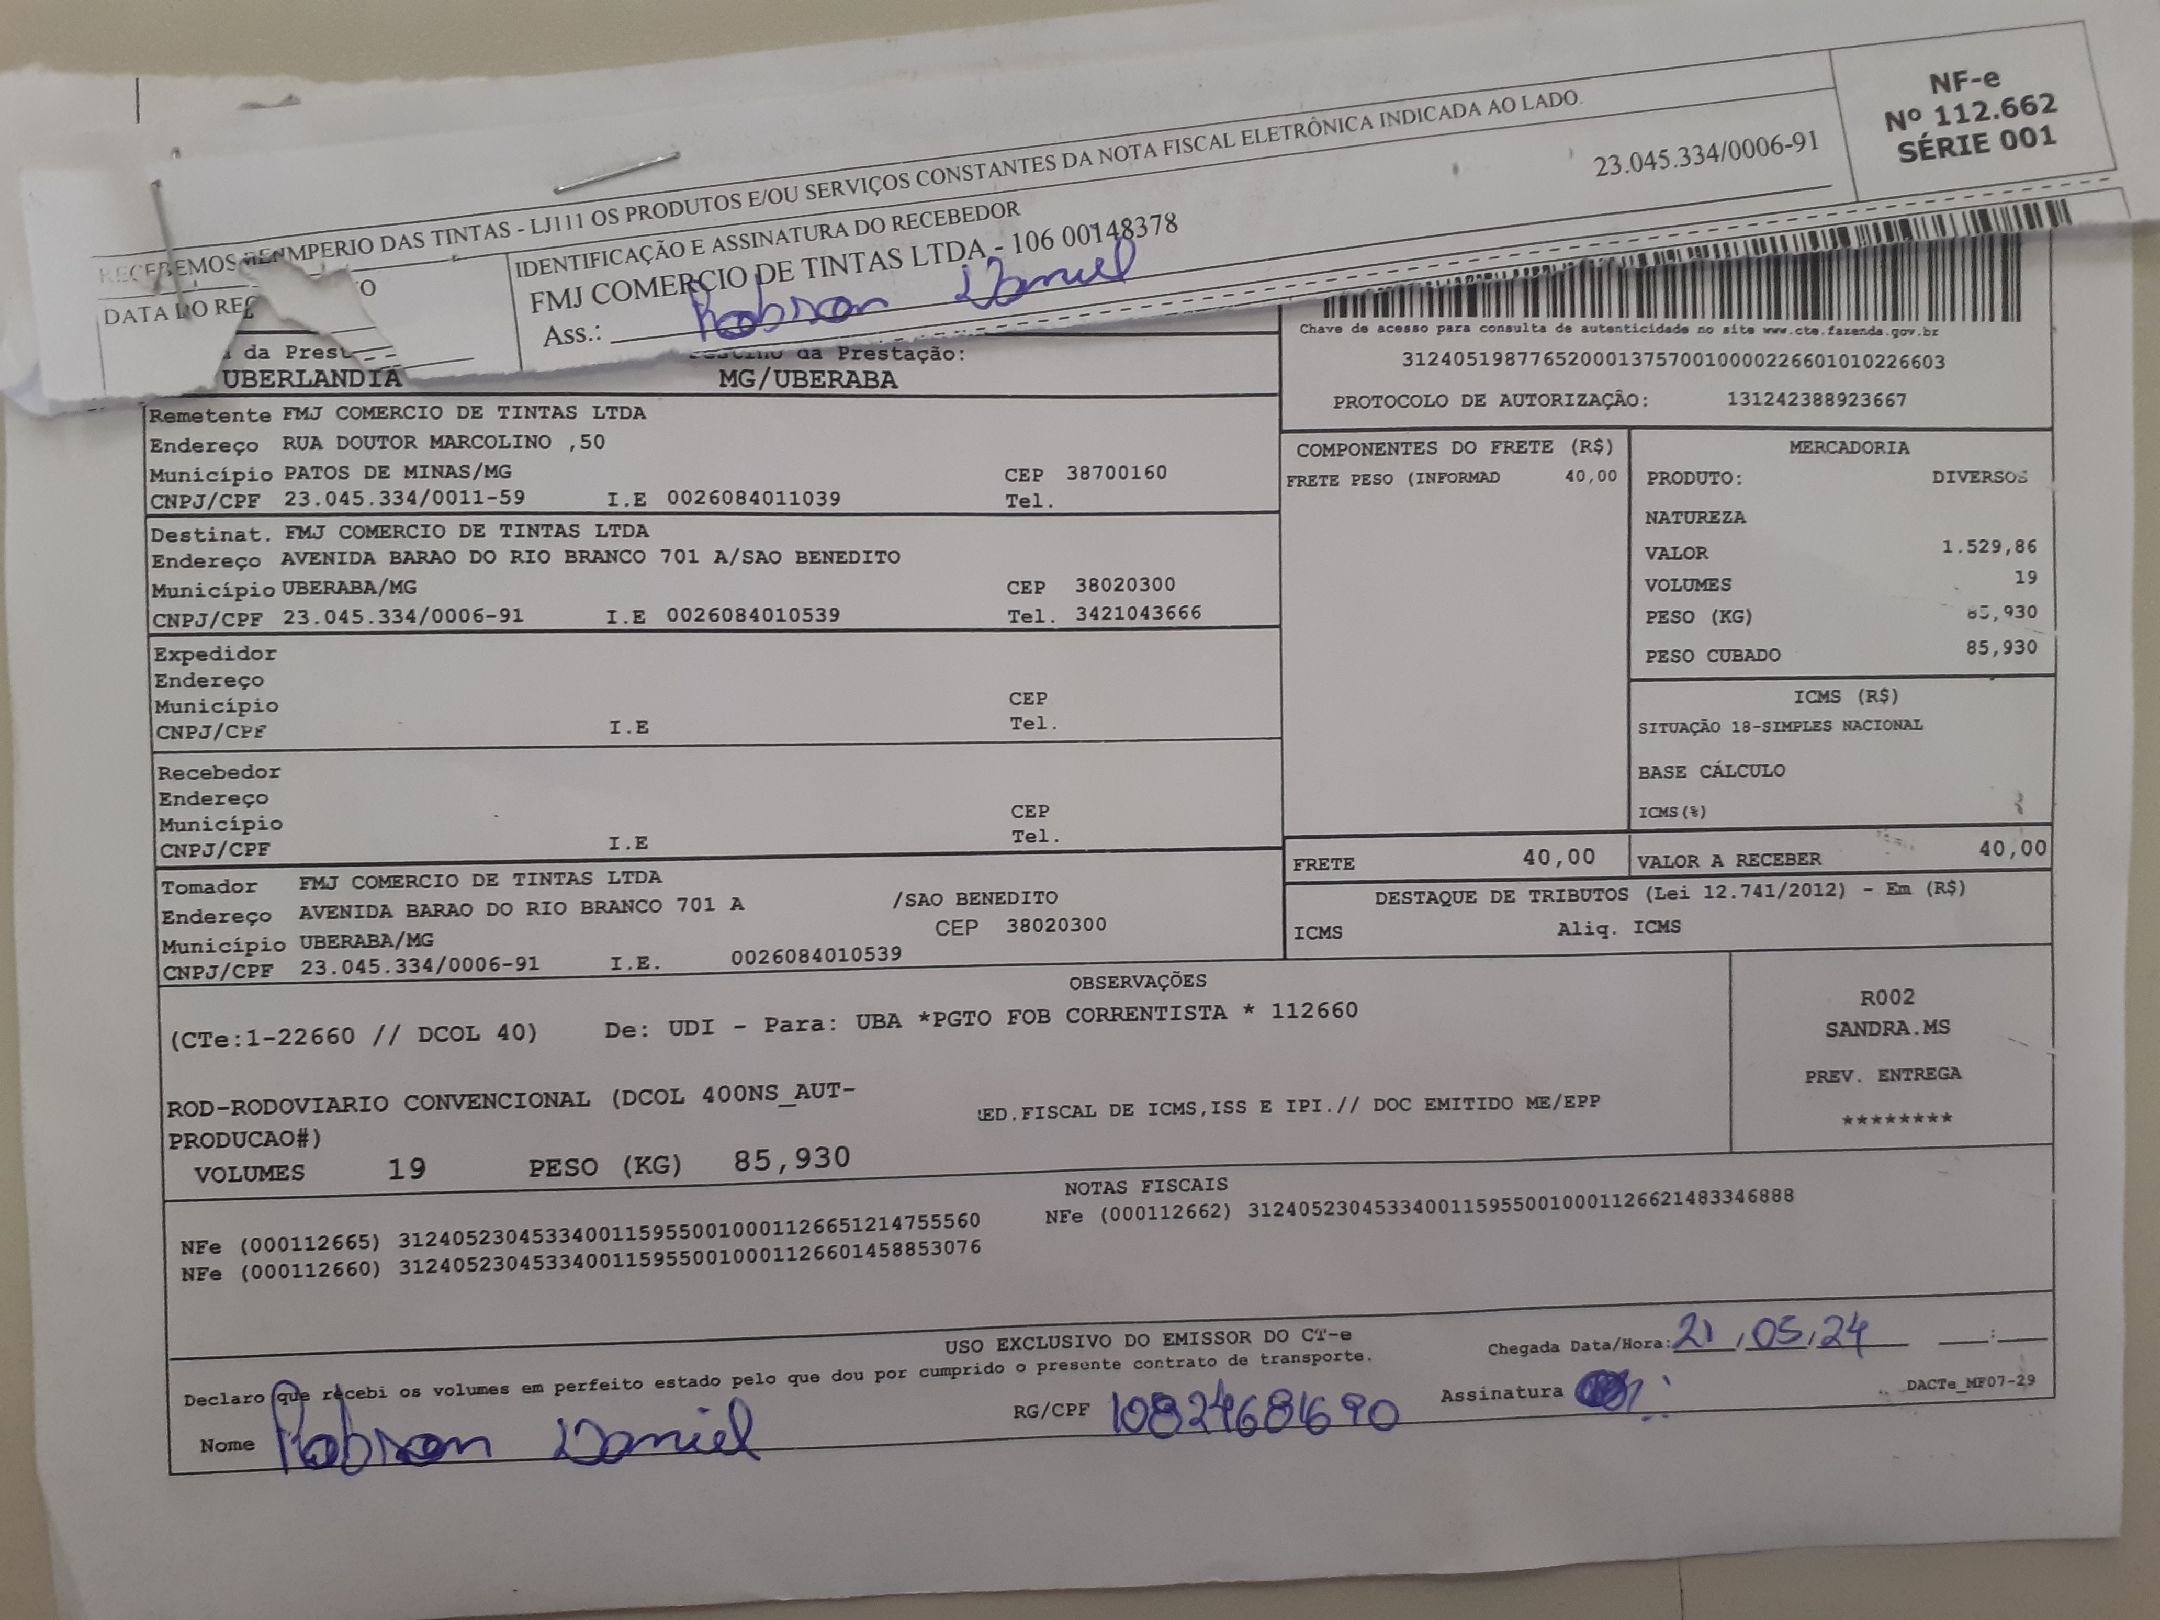 RECEBEMOS DE IMPERIO DAS TINTAS - LJ111 OS PRODUTOS E/OU SERVIÇOS CONSTANTES DA NOTA FISCAL ELETRÔNICA INDICADA AO LADO.
NF-e
Nº 112.662
SÉRIE 001
DATA DO
IDENTIFICAÇÃO E ASSINATURA DO RECEBEDOR
FMJ COMERCIO DE TINTAS LTDA - 106 00148378
23.045.334/0006-91
Ass.: Robson Daniel
da Prest
da Prestação:
UBERLANDIA MG/UBERABA
Chave de acesso para consulta de autenticidade no site www.cte.fazenda.gov.br
31240519877652000137570010000226601010226603
PROTOCOLO DE AUTORIZAÇÃO: 131242388923667
Remetente FMJ COMERCIO DE TINTAS LTDA
Endereço RUA DOUTOR MARCOLINO ,50
Município PATOS DE MINAS/MG CEP 38700160
CNPJ/CPF 23.045.334/0011-59 I.E 0026084011039 Tel.
Destinat. FMJ COMERCIO DE TINTAS LTDA
Endereço AVENIDA BARAO DO RIO BRANCO 701 A/SAO BENEDITO
Município UBERABA/MG CEP 38020300
CNPJ/CPF 23.045.334/0006-91 I.E 0026084010539 Tel. 3421043666
Expedidor
Endereço
Município CEP
CNPJ/CPF I.E Tel.
Recebedor
Endereço
Município CEP
CNPJ/CPF I.E Tel.
Tomador FMJ COMERCIO DE TINTAS LTDA
Endereço AVENIDA BARAO DO RIO BRANCO 701 A /SAO BENEDITO
Município UBERABA/MG CEP 38020300
CNPJ/CPF 23.045.334/0006-91 I.E. 0026084010539
COMPONENTES DO FRETE (R$)
FRETE PESO (INFORMAD 40,00
MERCADORIA
PRODUTO: DIVERSOS
NATUREZA
VALOR 1.529,86
VOLUMES 19
PESO (KG) 85,930
PESO CUBADO 85,930
ICMS (R$)
SITUAÇÃO 18-SIMPLES NACIONAL
BASE CÁLCULO
ICMS(%)
FRETE 40,00 VALOR A RECEBER 40,00
DESTAQUE DE TRIBUTOS (Lei 12.741/2012) - Em (R$)
ICMS Aliq. ICMS
OBSERVAÇÕES
(CTe:1-22660 // DCOL 40) De: UDI - Para: UBA *PGTO FOB CORRENTISTA * 112660
ROD-RODOVIARIO CONVENCIONAL (DCOL 400NS_AUT-
PRODUCAO#)
ED.FISCAL DE ICMS,ISS E IPI.// DOC EMITIDO ME/EPP
VOLUMES 19 PESO (KG) 85,930
R002
SANDRA.MS
PREV. ENTREGA
********
NOTAS FISCAIS
NFe (000112665) 31240523045334001159550010001126651214755560 NFe (000112662) 31240523045334001159550010001126621483346888
NFe (000112660) 31240523045334001159550010001126601458853076
USO EXCLUSIVO DO EMISSOR DO CT-e
Declaro que recebi os volumes em perfeito estado pelo que dou por cumprido o presente contrato de transporte.
Chegada Data/Hora: 21/05/24 __:__
Nome Robson Daniel RG/CPF 10824684690 Assinatura
DACTe_MF07-29